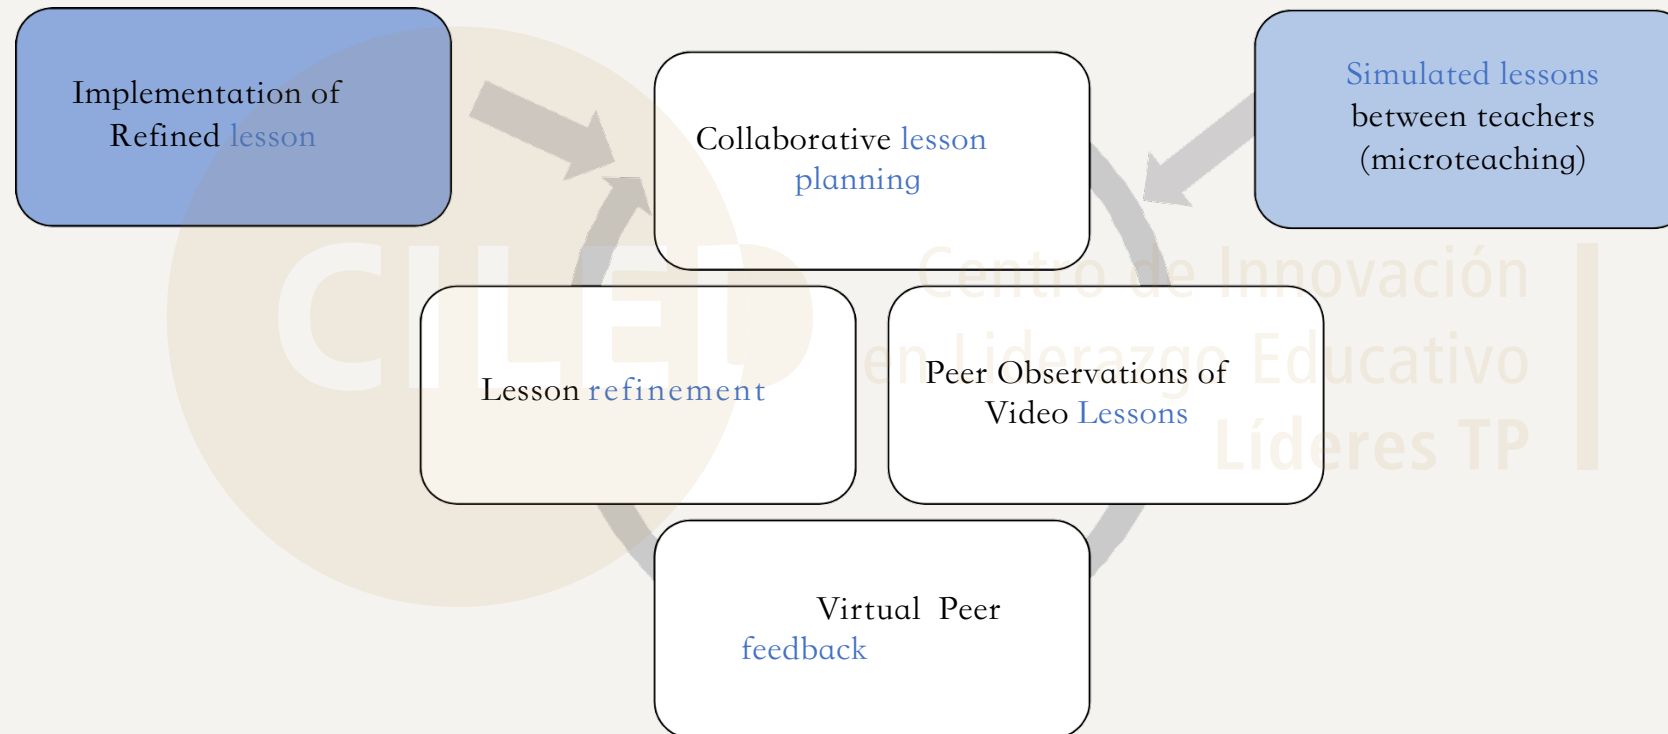 Implementation of
Refined lesson
Collaborative lesson
planning
Simulated lessons
between teachers
(microteaching)
CILED
Centro de Innovación
en Liderazgo Educativo
Líderes TP
Lesson refinement
Peer Observations of
Video Lessons
Virtual Peer
feedback